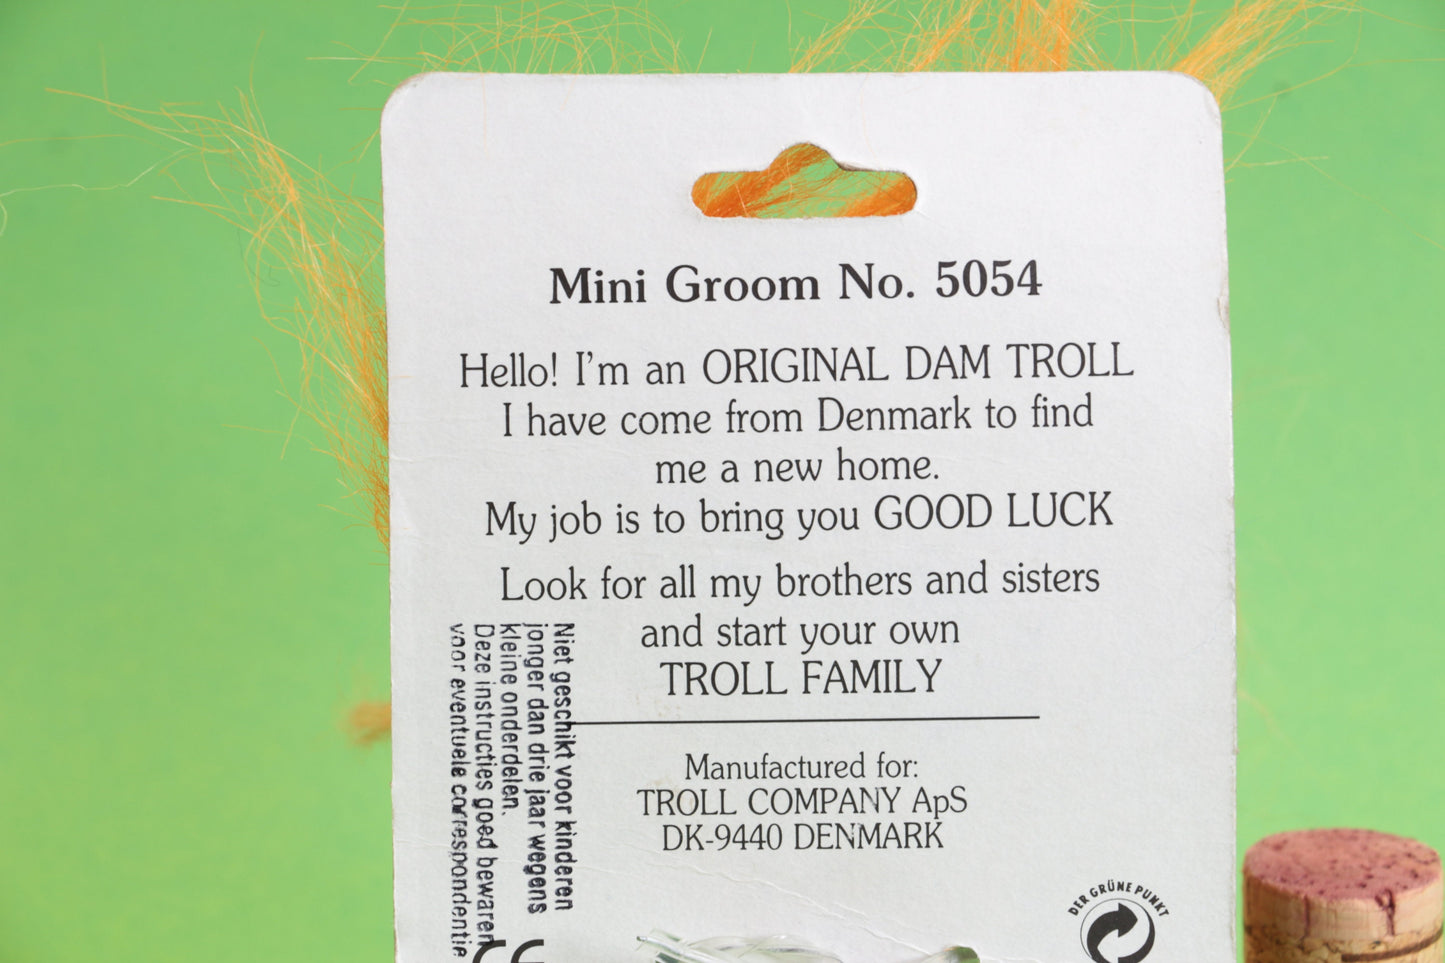 Mini Groom No. 5054
Hello! I'm an ORIGINAL DAM TROLL
I have come from Denmark to find
me a new home.
My job is to bring you GOOD LUCK
Look for all my brothers and sisters
and start your own
TROLL FAMILY
Manufactured for:
TROLL COMPANY ApS
DK-9440 DENMARK
Niet geschikt voor kinderen
jonger dan drie jaar wegens
kleine onderdelen.
Deze instructies goed bewaren
voor eventuele correspondentie
DER GRÜNE PUNKT